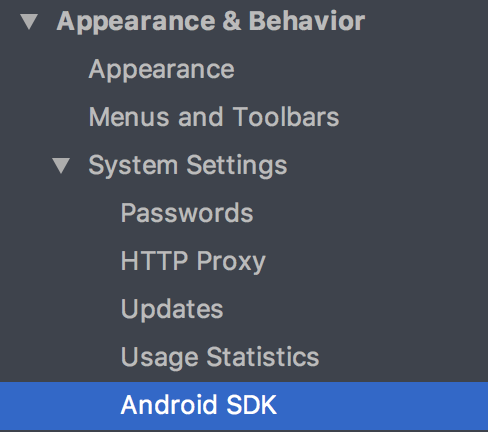 Appearance & Behavior
Appearance
Menus and Toolbars
System Settings
Passwords
HTTP Proxy
Updates
Usage Statistics
Android SDK